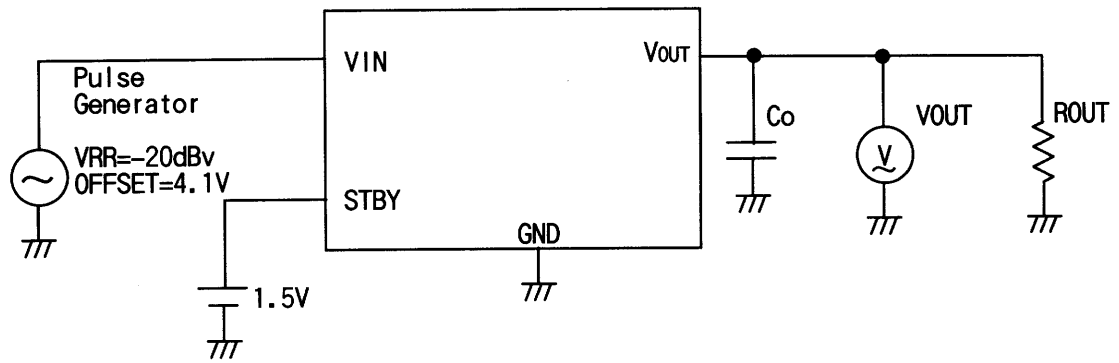 VIN
VOUT
Pulse
Generator
Co
VOUT
ROUT
V
VRR=-20dBv
OFFSET=4.1V
STBY
GND
1.5V